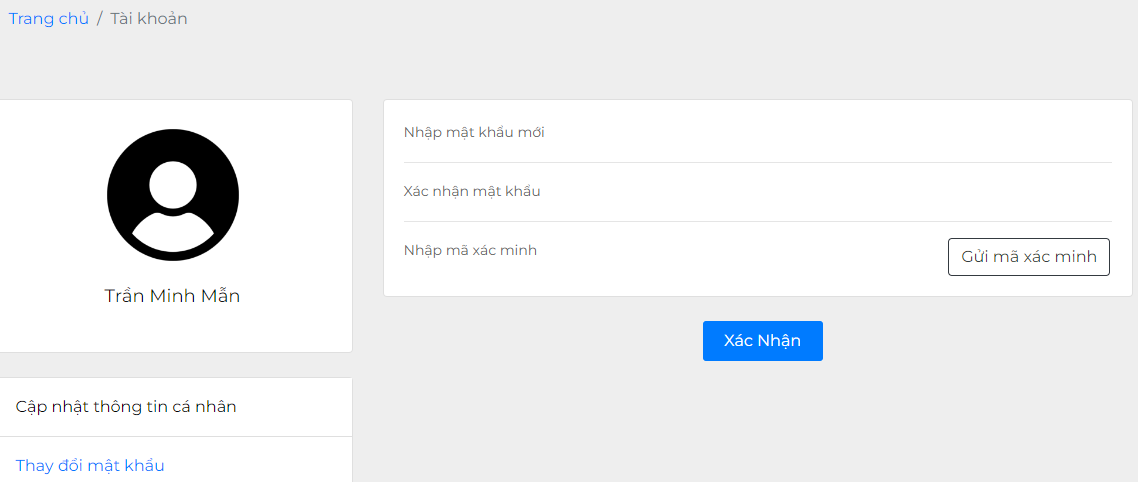 Trang chủ / Tài khoản
Trần Minh Mẫn
Cập nhật thông tin cá nhân
Thay đổi mật khẩu
Nhập mật khẩu mới
Xác nhận mật khẩu
Nhập mã xác minh
Gửi mã xác minh
Xác Nhận